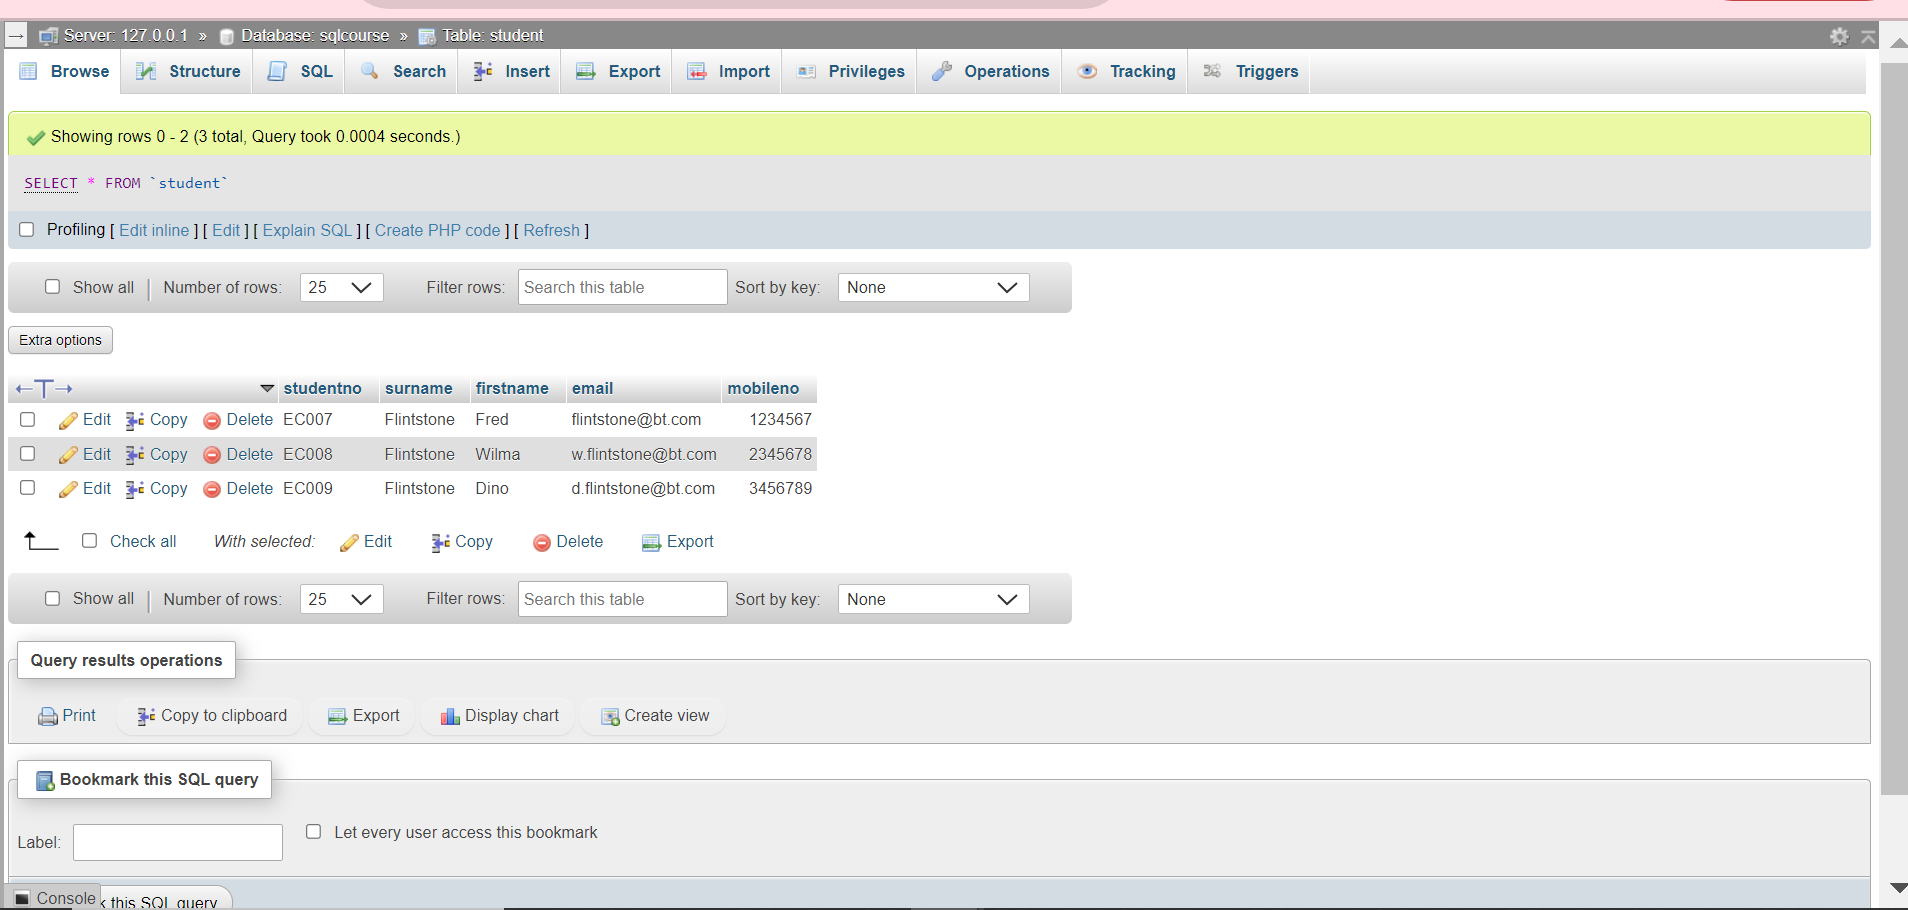 Server: 127.0.0.1 » Database: sqlcourse » Table: student
Browse Structure SQL Search Insert Export Import Privileges Operations Tracking Triggers
Showing rows 0 - 2 (3 total, Query took 0.0004 seconds.)
SELECT * FROM `student`
Profiling [ Edit inline ] [ Edit ] [ Explain SQL ] [ Create PHP code ] [ Refresh ]
Show all | Number of rows: 25 Filter rows: Search this table Sort by key: None
Extra options
←T→ studentno surname firstname email mobileno
Edit Copy Delete EC007 Flintstone Fred flintstone@bt.com 1234567
Edit Copy Delete EC008 Flintstone Wilma w.flintstone@bt.com 2345678
Edit Copy Delete EC009 Flintstone Dino d.flintstone@bt.com 3456789
Check all With selected: Edit Copy Delete Export
Show all | Number of rows: 25 Filter rows: Search this table Sort by key: None
Query results operations
Print Copy to clipboard Export Display chart Create view
Bookmark this SQL query
Label: Let every user access this bookmark
Console k this SQL query